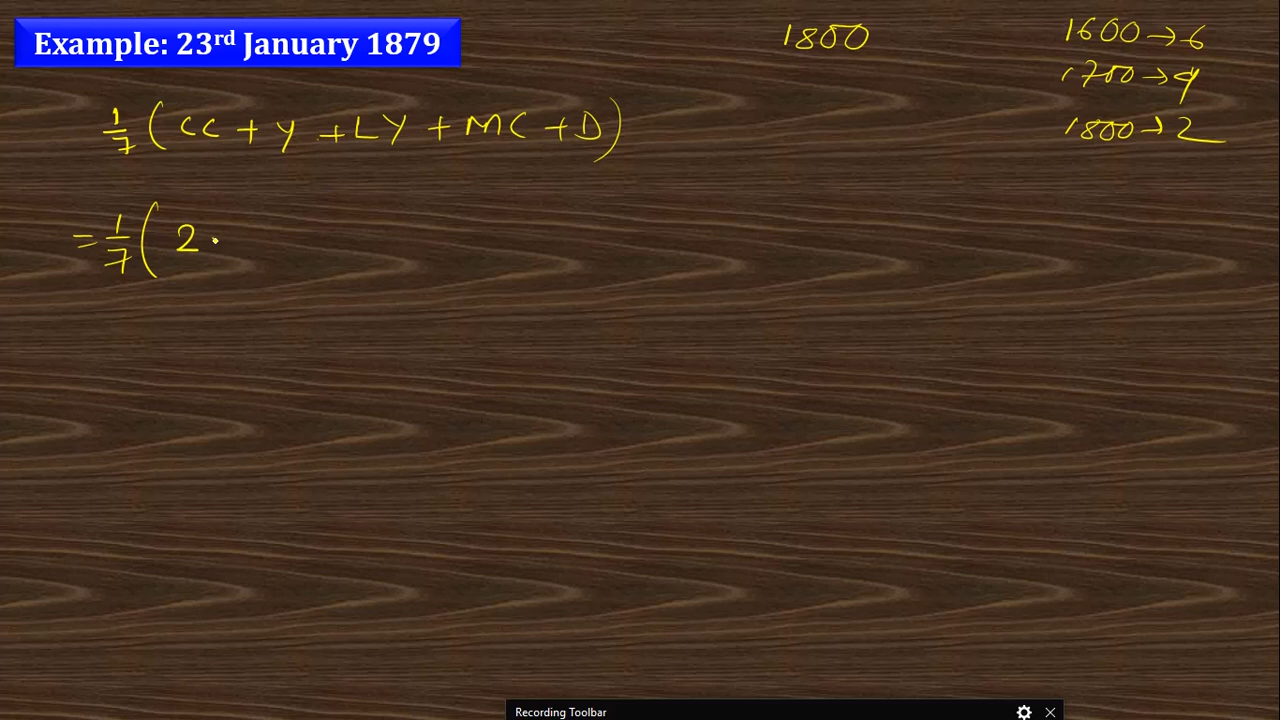 Example: 23rd January 1879
1800
1600 → 6
1700 → 4
1800 → 2
1/7 ( CC + Y + LY + MC + D )
= 1/7 ( 2
Recording Toolbar